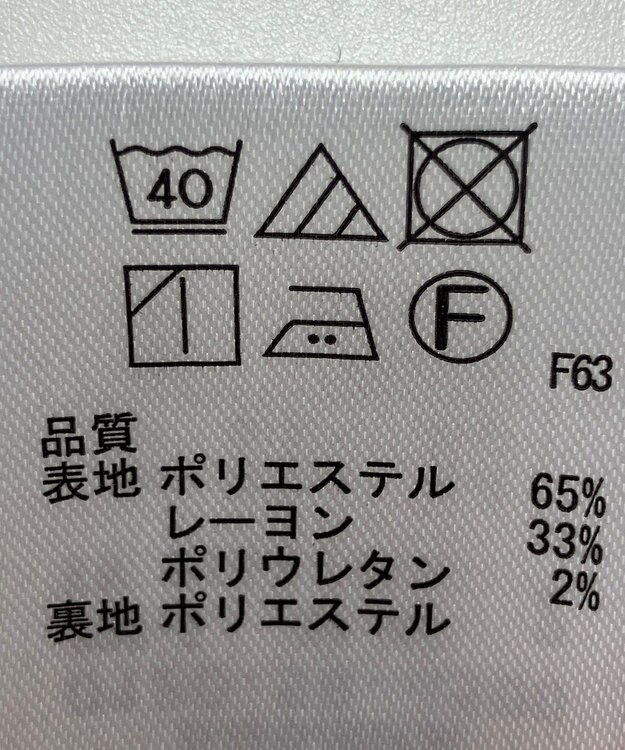 40
F
F63
品質
表地 ポリエステル 65%
レーヨン 33%
ポリウレタン 2%
裏地 ポリエステル